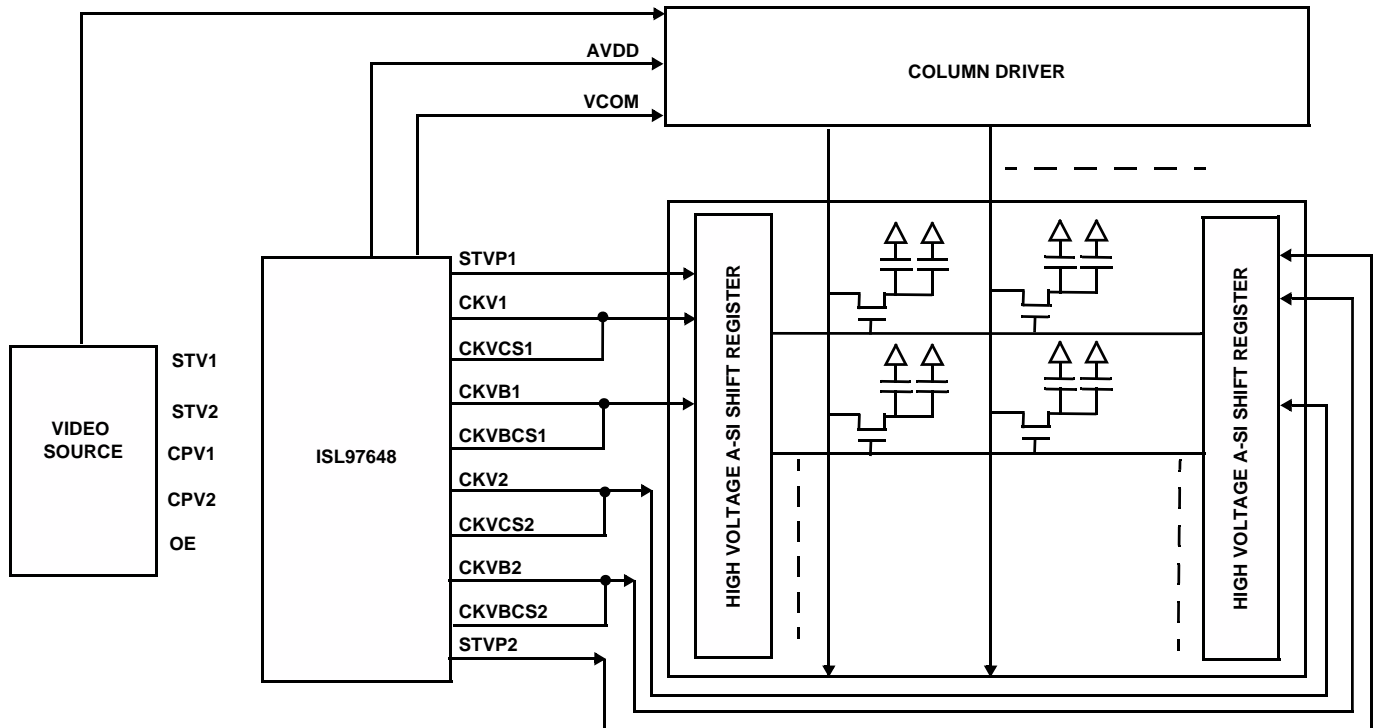 AVDD
VCOM
COLUMN DRIVER
VIDEO
SOURCE
STV1
STV2
CPV1
CPV2
OE
ISL97648
STVP1
CKV1
CKVCS1
CKVB1
CKVBCS1
CKV2
CKVCS2
CKVB2
CKVBCS2
STVP2
HIGH VOLTAGE A-SI SHIFT REGISTER
HIGH VOLTAGE A-SI SHIFT REGISTER